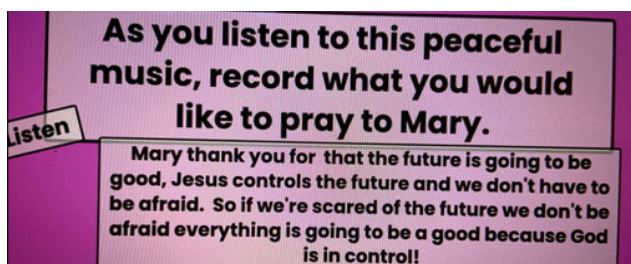 As you listen to this peaceful
music, record what you would
like to pray to Mary.
Listen
Mary thank you for that the future is going to be
good, Jesus controls the future and we don't have to
be afraid. So if we're scared of the future we don't be
afraid everything is going to be a good because God
is in control!